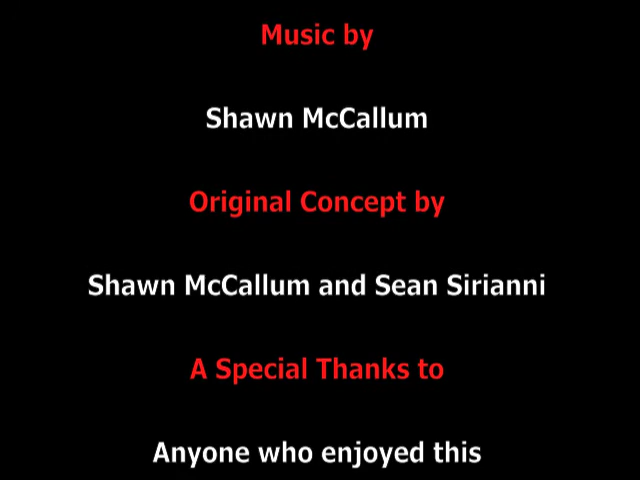 Music by
Shawn McCallum
Original Concept by
Shawn McCallum and Sean Sirianni
A Special Thanks to
Anyone who enjoyed this